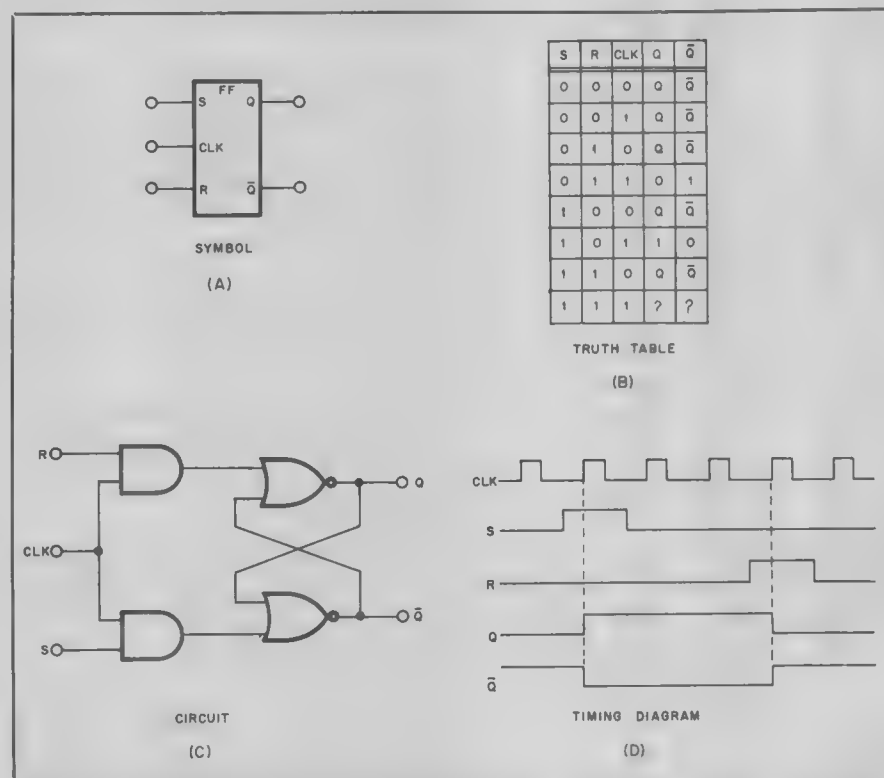 FF
S Q
CLK
R Q̄
SYMBOL
(A)
S R CLK Q Q̄
0 0 0 Q Q̄
0 0 1 Q Q̄
0 1 0 Q Q̄
0 1 1 0 1
1 0 0 Q Q̄
1 0 1 1 0
1 1 0 Q Q̄
1 1 1 ? ?
TRUTH TABLE
(B)
R
Q
CLK
S
Q̄
CIRCUIT
(C)
CLK
S
R
Q
Q̄
TIMING DIAGRAM
(D)